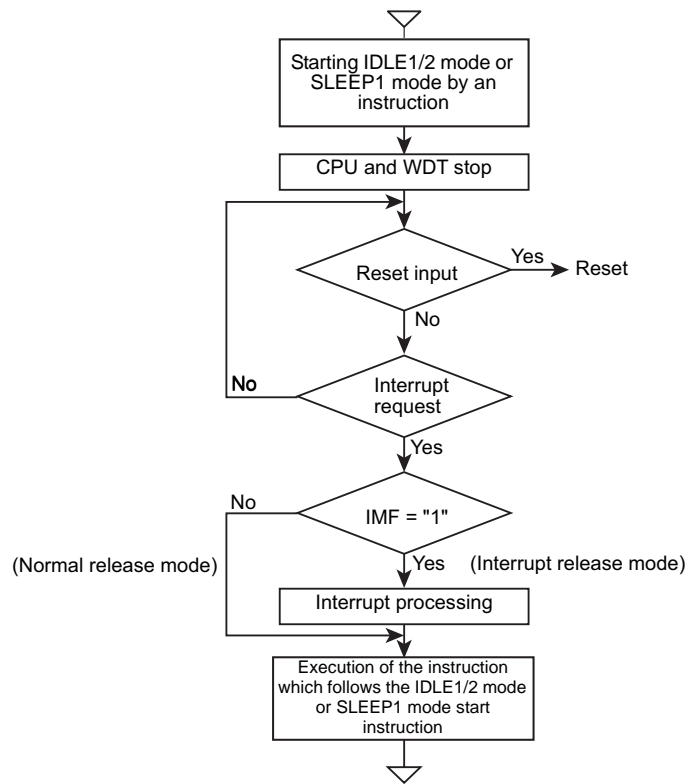 Starting IDLE1/2 mode or
SLEEP1 mode by an
instruction
CPU and WDT stop
Reset input
Yes
Reset
No
No
Interrupt
request
Yes
No
IMF = "1"
(Normal release mode)
Yes
(Interrupt release mode)
Interrupt processing
Execution of the instruction
which follows the IDLE1/2 mode
or SLEEP1 mode start
instruction